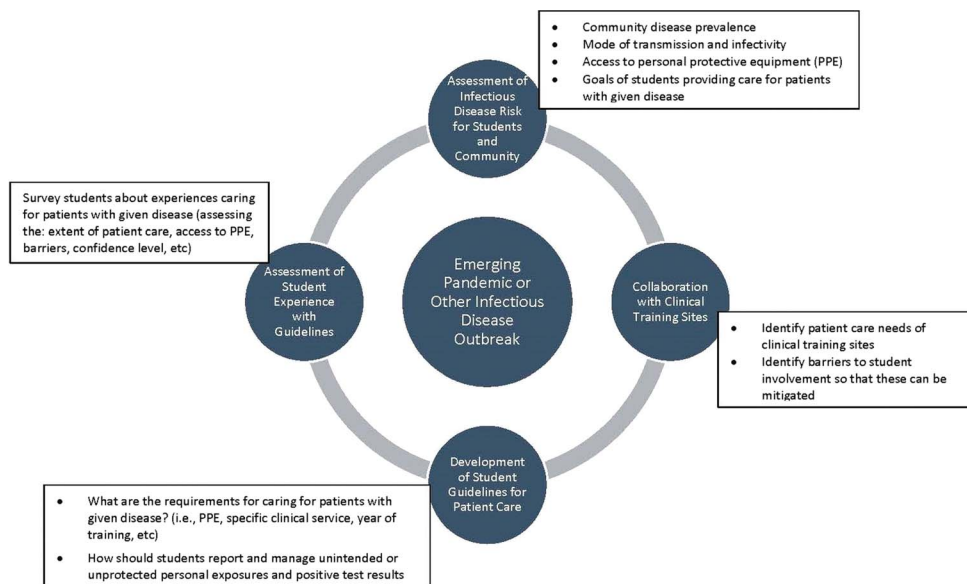 • Community disease prevalence
• Mode of transmission and infectivity
• Access to personal protective equipment (PPE)
• Goals of students providing care for patients
with given disease
Assessment of
Infectious
Disease Risk
for Students
and
Community
Survey students about experiences caring
for patients with given disease (assessing
the: extent of patient care, access to PPE,
barriers, confidence level, etc)
Assessment of
Student
Experience
with
Guidelines
Emerging
Pandemic or
Other Infectious
Disease
Outbreak
Collaboration
with Clinical
Training Sites
• Identify patient care needs of
clinical training sites
• Identify barriers to student
involvement so that these can be
mitigated
Development
of Student
Guidelines for
Patient Care
• What are the requirements for caring for patients with
given disease? (i.e., PPE, specific clinical service, year of
training, etc)
• How should students report and manage unintended or
unprotected personal exposures and positive test results